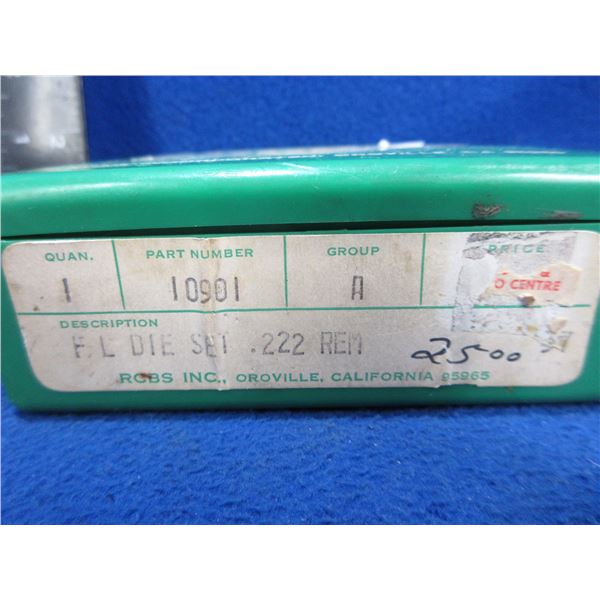 QUAN. PART NUMBER GROUP PRICE
1 10901 A
&
O CENTRE
DESCRIPTION
F L DIE SET .222 REM 25.00
RCBS INC., OROVILLE, CALIFORNIA 95965